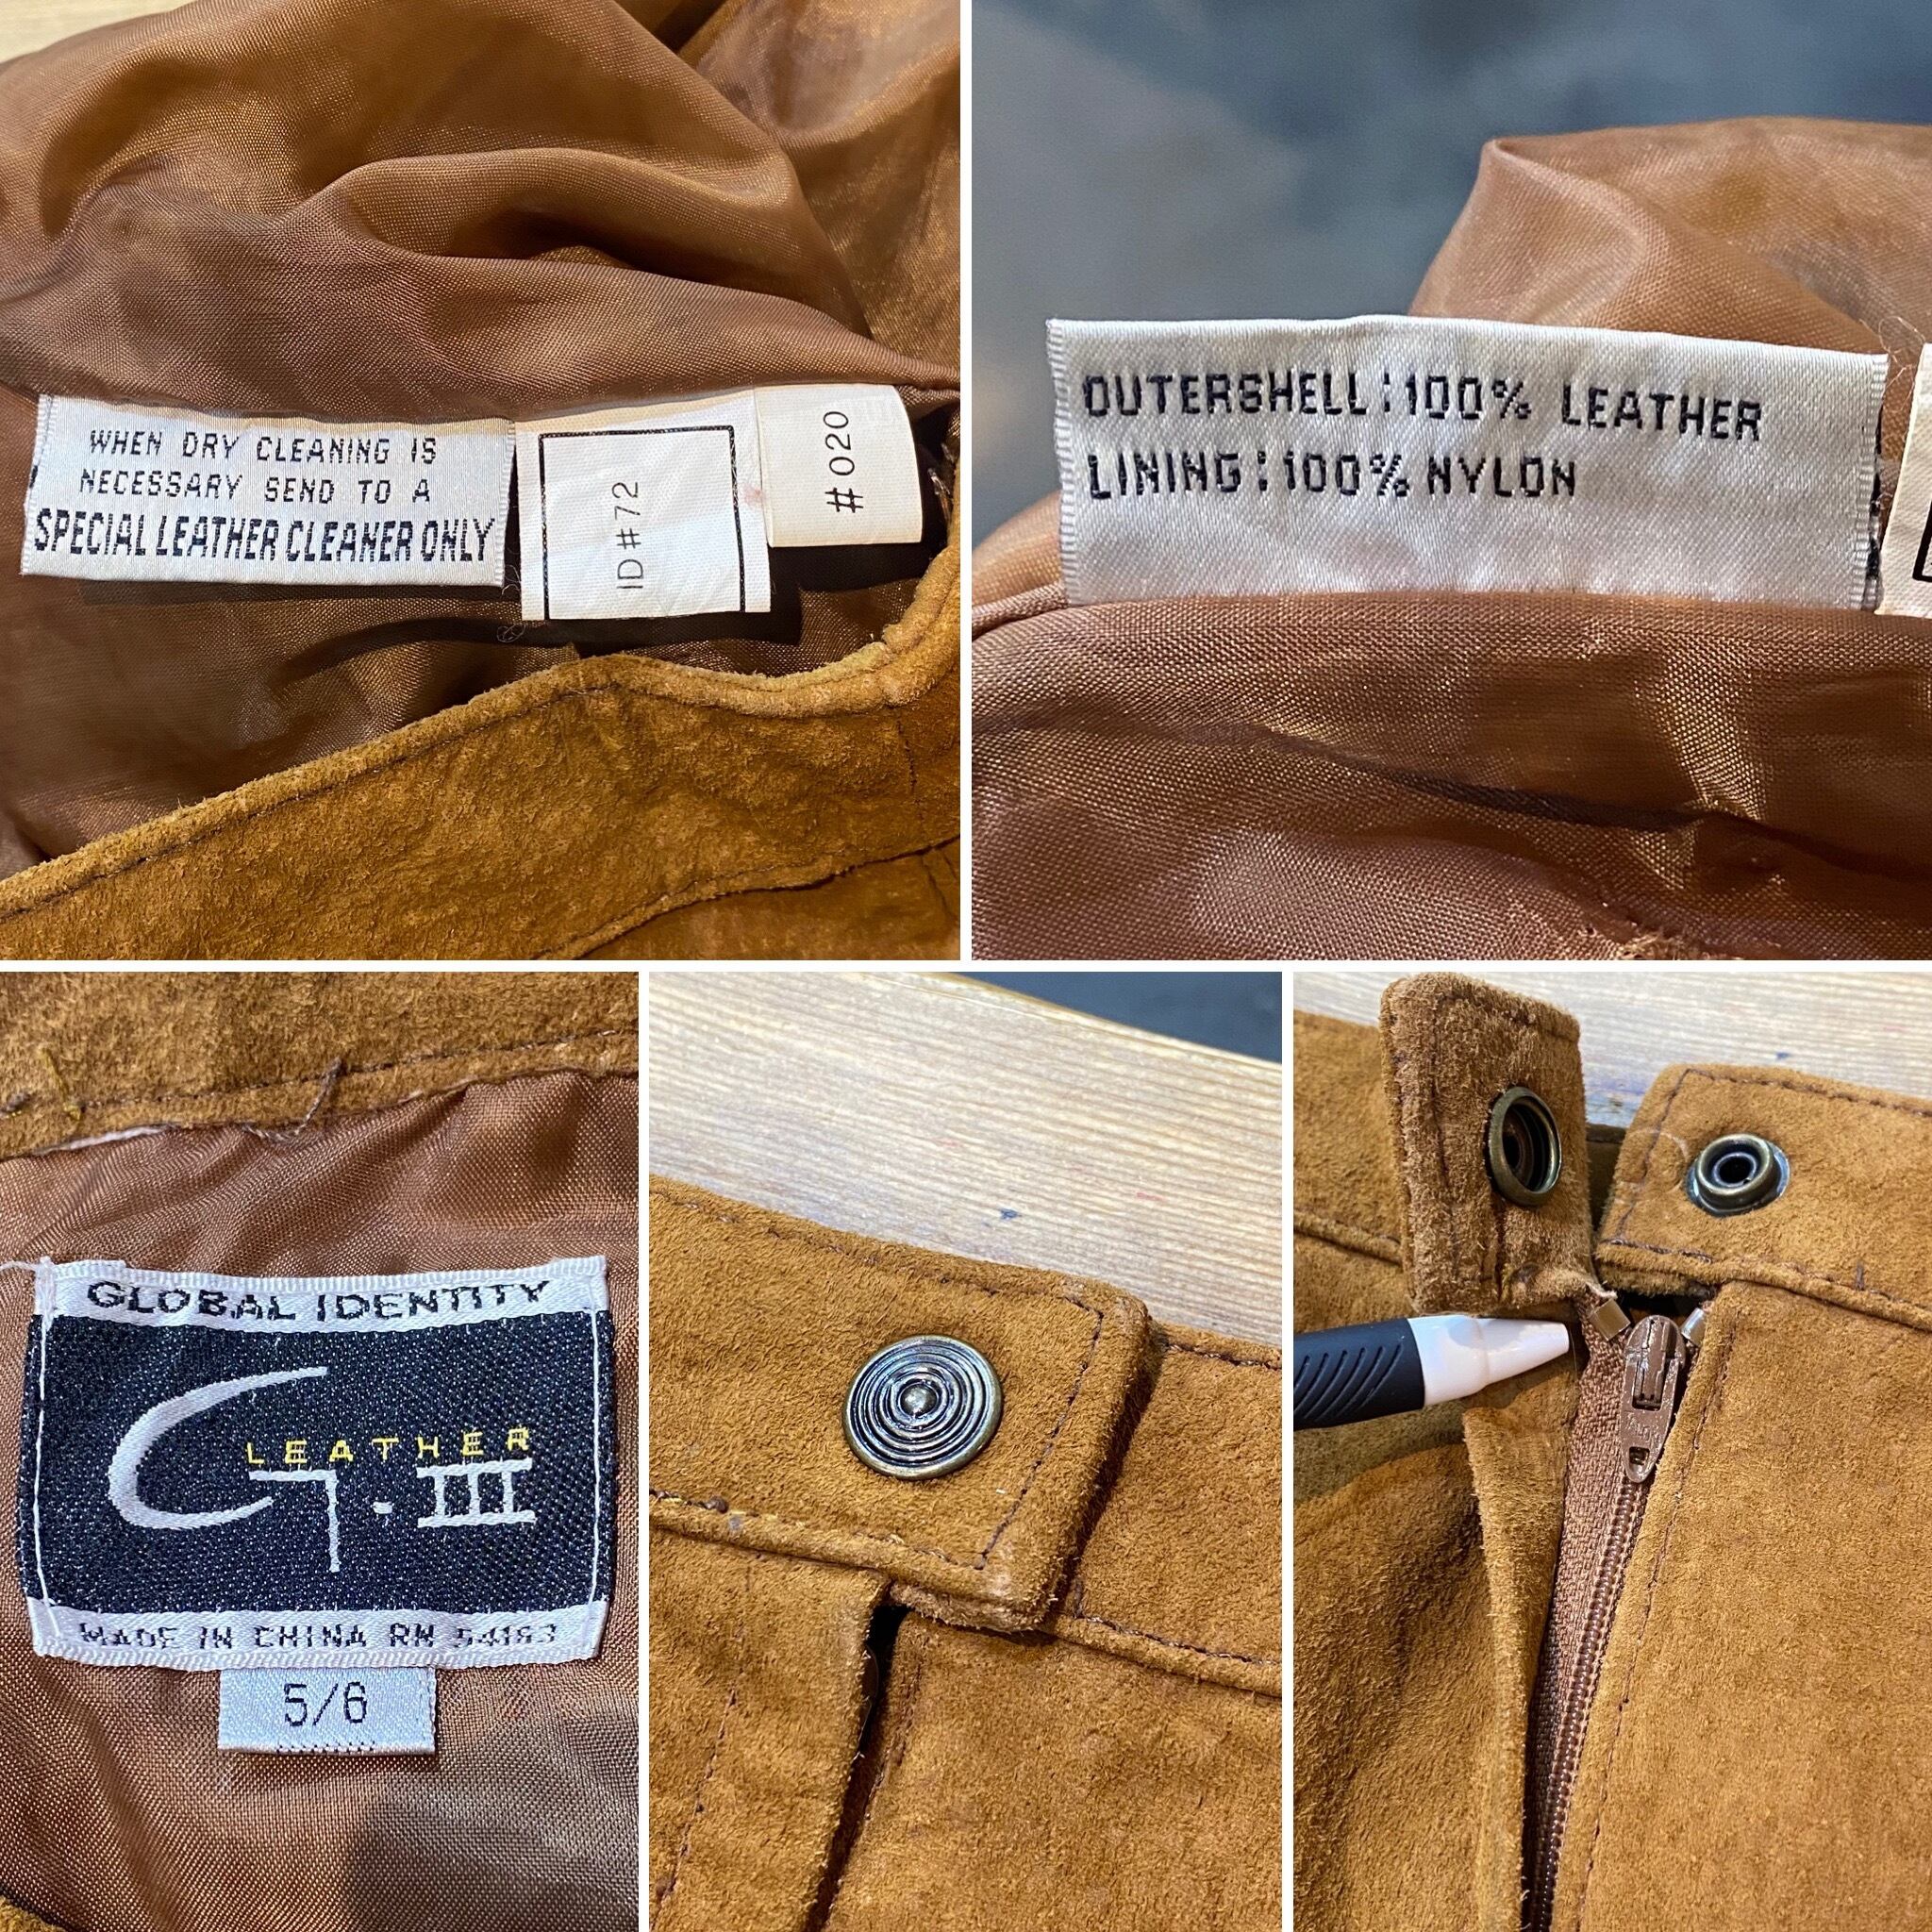 WHEN DRY CLEANING IS
NECESSARY SEND TO A
SPECIAL LEATHER CLEANER ONLY
ID#72
#020
OUTERSHELL:100% LEATHER
LINING:100% NYLON
GLOBAL IDENTITY
LEATHER
G-III
MADE IN CHINA RN 54163
5/6